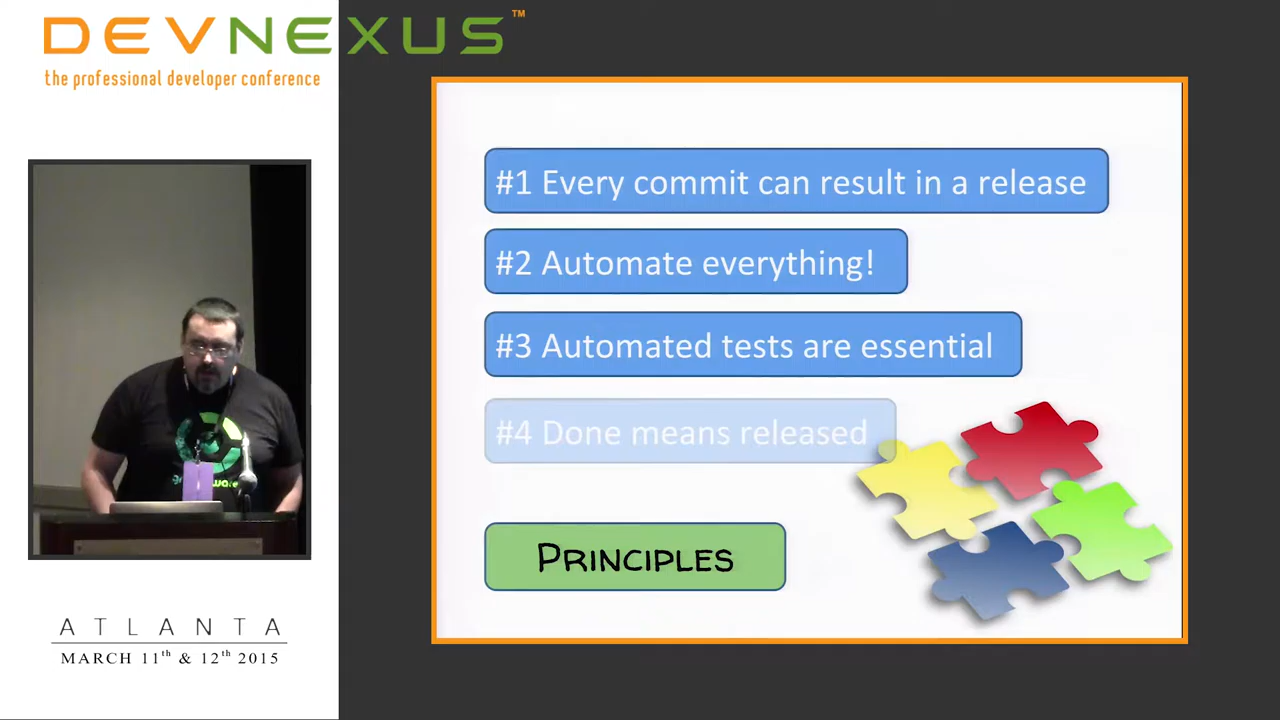 DEVNEXUS™
the professional developer conference
#1 Every commit can result in a release
#2 Automate everything!
#3 Automated tests are essential
#4 Done means released
PRINCIPLES
ATLANTA
MARCH 11th & 12th 2015